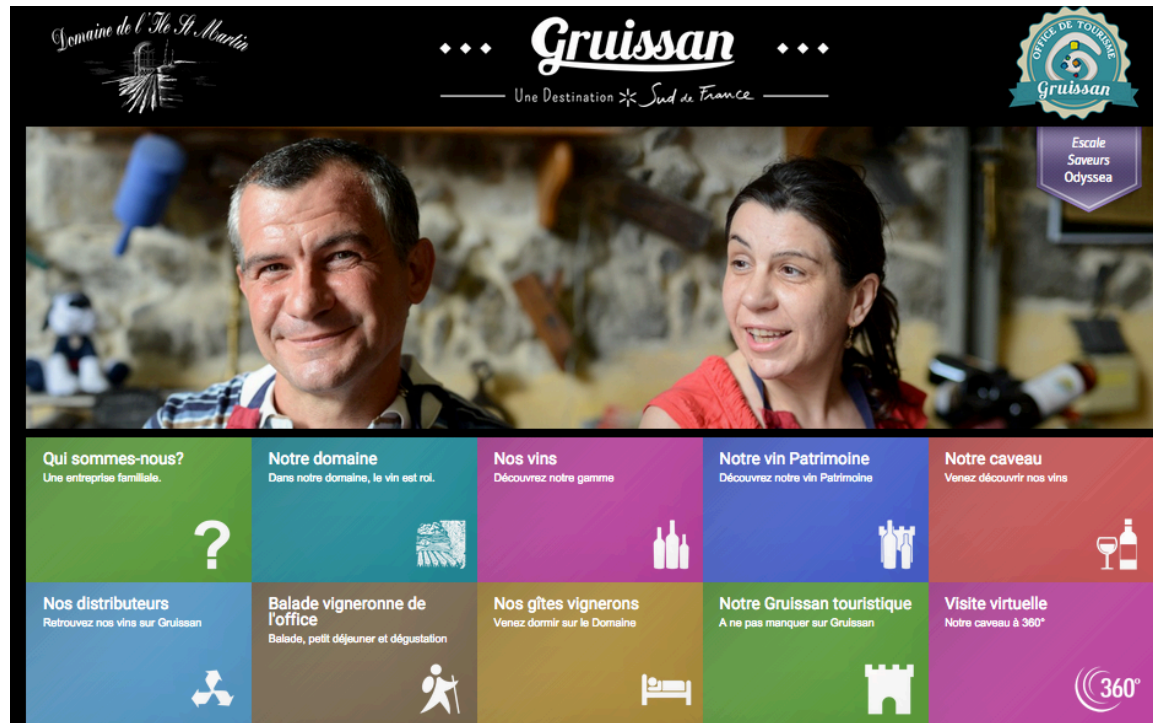 Domaine de l'Ile St Martin
Gruissan
Une Destination Sud de France
OFFICE DE TOURISME
Gruissan
Escale
Saveurs
Odyssea
Qui sommes-nous?
Une entreprise familiale.
Notre domaine
Dans notre domaine, le vin est roi.
Nos vins
Découvrez notre gamme
Notre vin Patrimoine
Découvrez notre vin Patrimoine
Notre caveau
Venez découvrir nos vins
Nos distributeurs
Retrouvez nos vins sur Gruissan
Balade vigneronne de
l'office
Balade, petit déjeuner et dégustation
Nos gîtes vignerons
Venez dormir sur le Domaine
Notre Gruissan touristique
A ne pas manquer sur Gruissan
Visite virtuelle
Notre caveau à 360°
360°